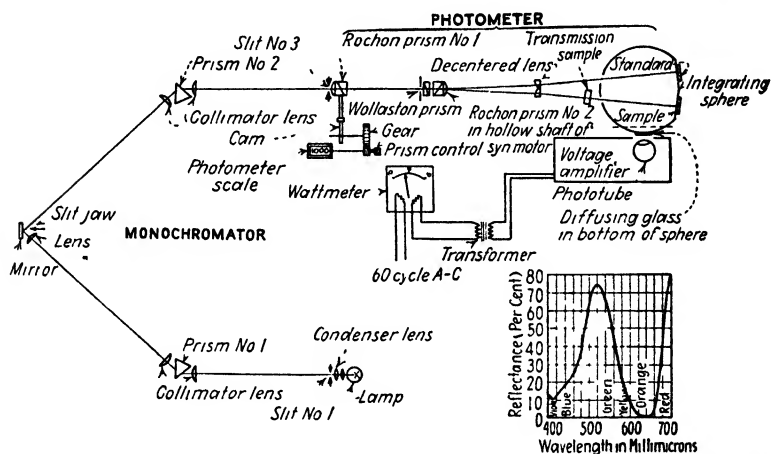 PHOTOMETER
Slit No 3
Rochon prism No 1
Prism No 2
Decentered lens
Transmission
sample
Standard
Integrating
sphere
Sample
Collimator lens
Wollaston prism
Rochon prism No 2
in hollow shaft of
syn motor
Cam
Gear
Prism control
Photometer
scale
Wattmeter
Voltage
amplifier
Phototube
Diffusing glass
in bottom of sphere
Slit jaw
Lens
Mirror
MONOCHROMATOR
Transformer
60 cycle A-C
Condenser lens
Prism No 1
Collimator lens
Slit No 1
Lamp
Reflectance (Per Cent)
80
70
60
50
40
30
20
10
0
Blue
Green
Yellow
Orange
Red
400
500
600
700
Wavelength in Millimicrons